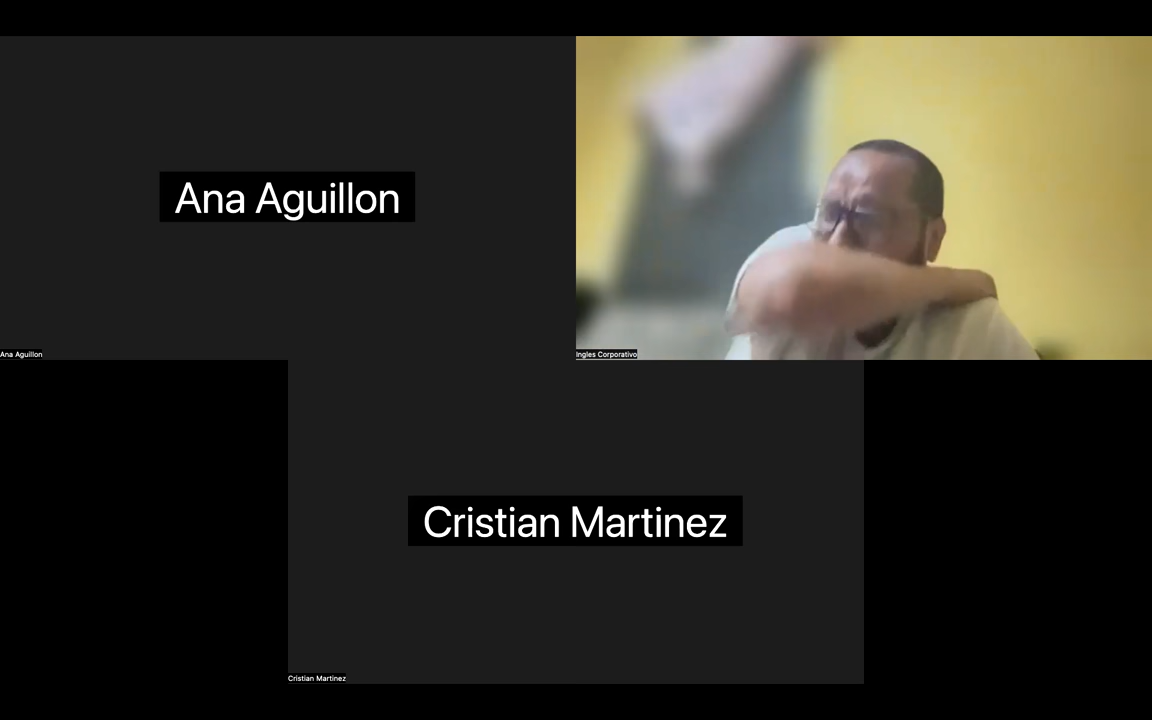 Ana Aguillon
Ana Aguillon
Ingles Corporativo
Cristian Martinez
Cristian Martinez